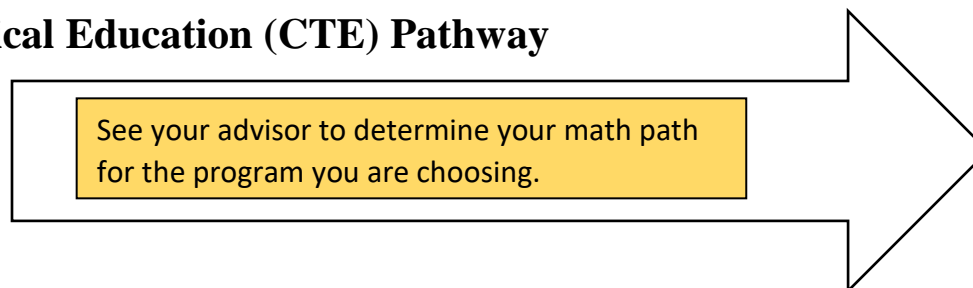 ical Education (CTE) Pathway
See your advisor to determine your math path
for the program you are choosing.